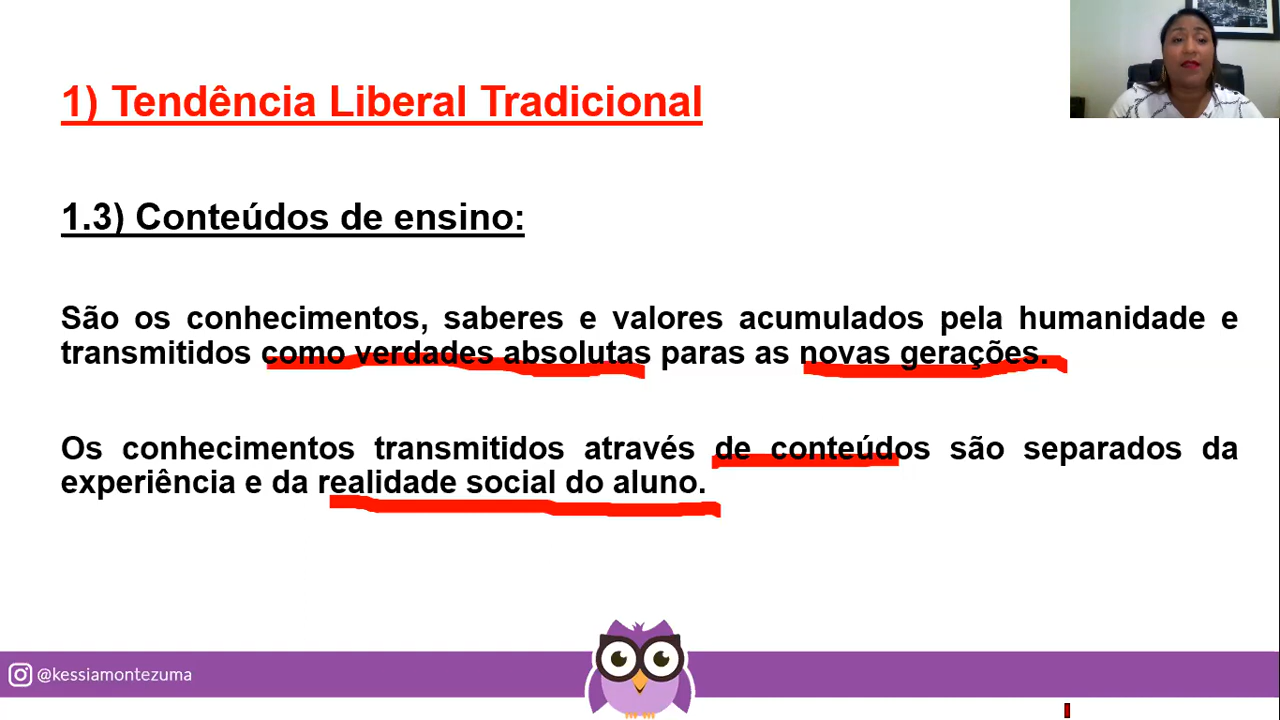 1) Tendência Liberal Tradicional
1.3) Conteúdos de ensino:
São os conhecimentos, saberes e valores acumulados pela humanidade e
transmitidos como verdades absolutas paras as novas gerações.
Os conhecimentos transmitidos através de conteúdos são separados da
experiência e da realidade social do aluno.
@kessiamontezuma